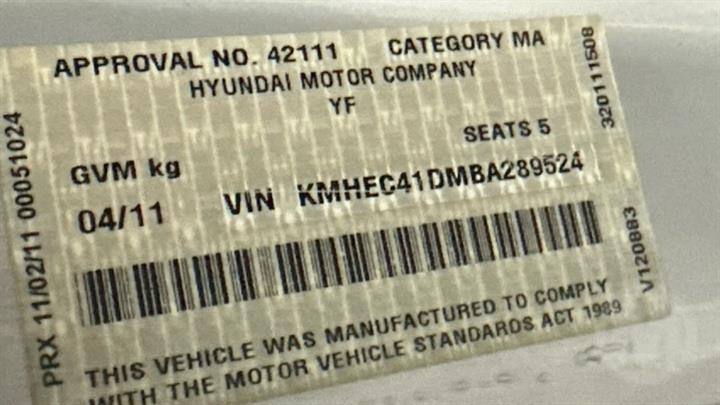 APPROVAL NO. 42111 CATEGORY MA
HYUNDAI MOTOR COMPANY
YF
SEATS 5
GVM kg
04/11 VIN KMHEC41DMBA289524
THIS VEHICLE WAS MANUFACTURED TO COMPLY
WITH THE MOTOR VEHICLE STANDARDS ACT 1989
PRX 11/02/11 00051024
320111508
V120883